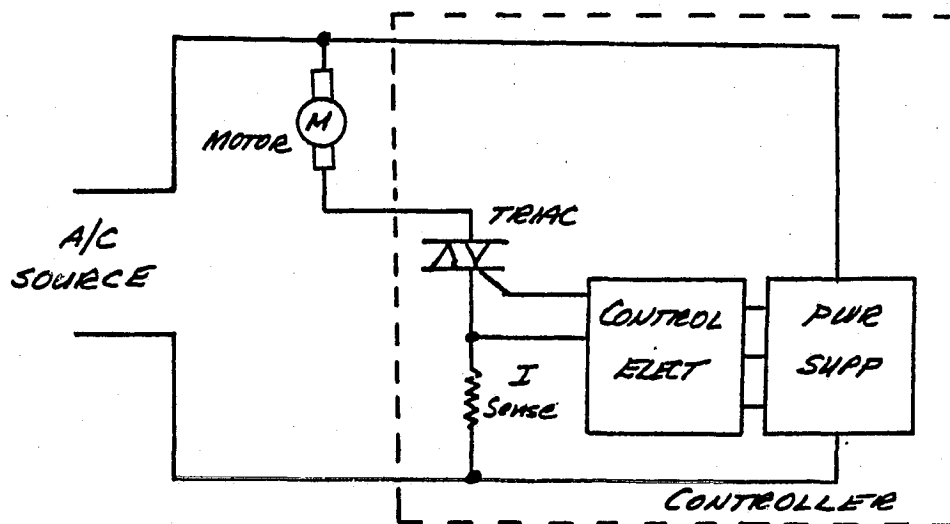 MOTOR
M
A/C
SOURCE
TRIAC
I
Sense
CONTROL
ELECT
PWR
SUPP
CONTROLLER